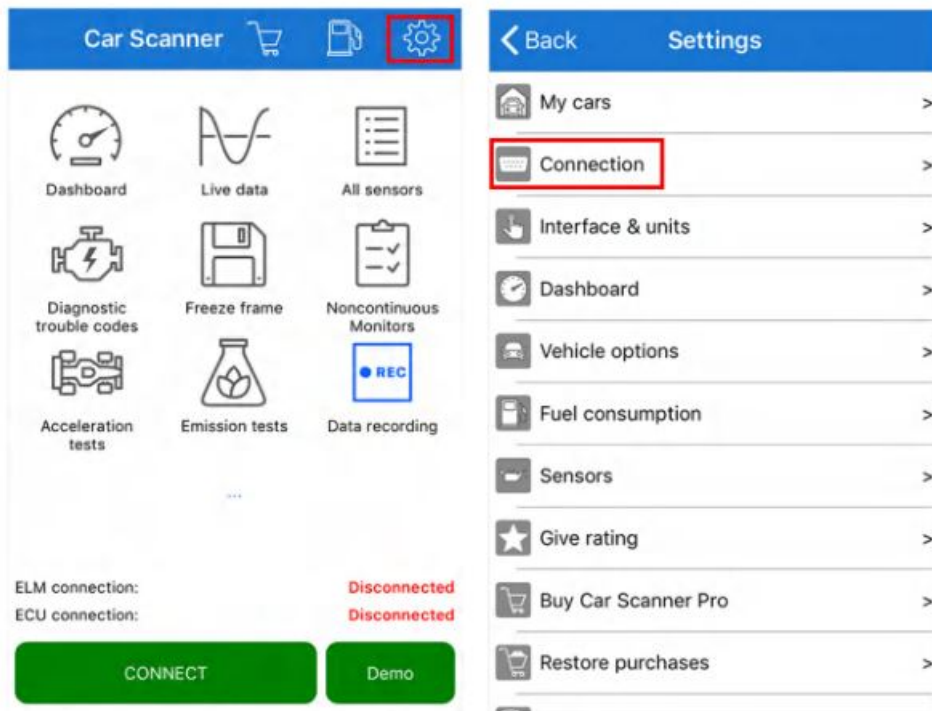 Car Scanner
Dashboard
Live data
All sensors
Diagnostic
trouble codes
Freeze frame
Noncontinuous
Monitors
Acceleration
tests
Emission tests
REC
Data recording
...
ELM connection: Disconnected
ECU connection: Disconnected
CONNECT
Demo
Back
Settings
My cars >
Connection >
Interface & units >
Dashboard >
Vehicle options >
Fuel consumption >
Sensors >
Give rating >
Buy Car Scanner Pro >
Restore purchases >